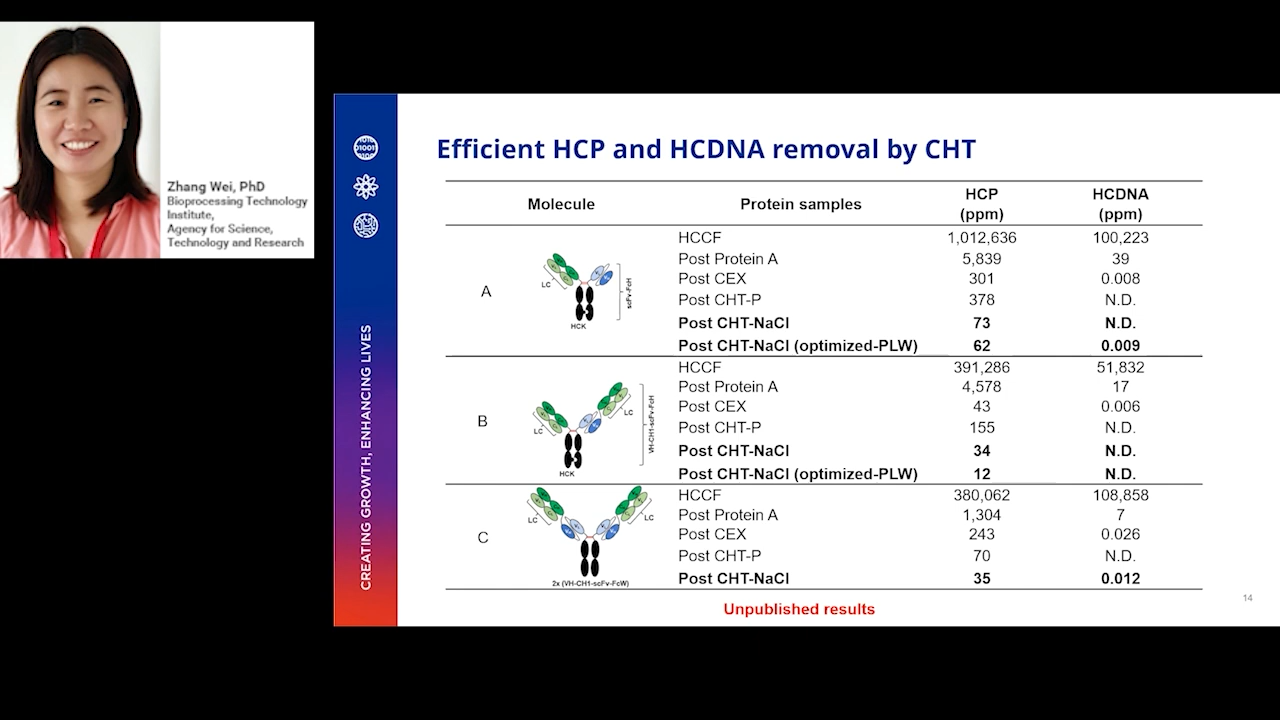 Zhang Wei, PhD
Bioprocessing Technology
Institute,
Agency for Science,
Technology and Research
CREATING GROWTH, ENHANCING LIVES
Efficient HCP and HCDNA removal by CHT
Molecule Protein samples HCP (ppm) HCDNA (ppm)
A
LC
scFv-FcH
HCK
HCCF 1,012,636 100,223
Post Protein A 5,839 39
Post CEX 301 0.008
Post CHT-P 378 N.D.
Post CHT-NaCl 73 N.D.
Post CHT-NaCl (optimized-PLW) 62 0.009
B
LC
LC
VH-CH1-scFv-FcH
HCK
HCCF 391,286 51,832
Post Protein A 4,578 17
Post CEX 43 0.006
Post CHT-P 155 N.D.
Post CHT-NaCl 34 N.D.
Post CHT-NaCl (optimized-PLW) 12 N.D.
C
LC
LC
2x (VH-CH1-scFv-FcW)
HCCF 380,062 108,858
Post Protein A 1,304 7
Post CEX 243 0.026
Post CHT-P 70 N.D.
Post CHT-NaCl 35 0.012
Unpublished results
14